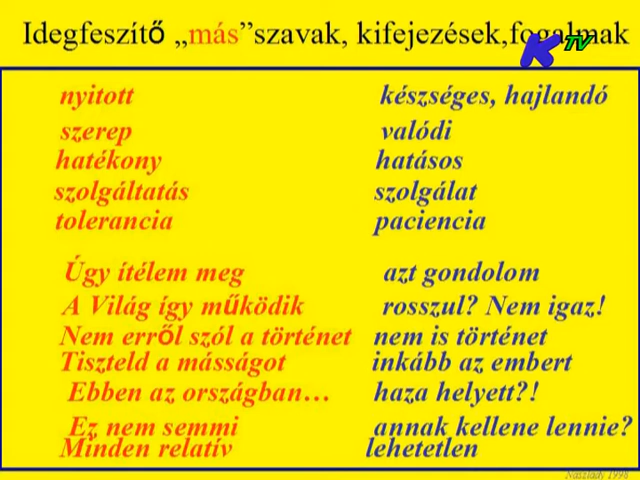 Idegfeszítő „más”szavak, kifejezések,fogalmak
K TV
nyitott készséges, hajlandó
szerep valódi
hatékony hatásos
szolgáltatás szolgálat
tolerancia paciencia
Úgy ítélem meg azt gondolom
A Világ így működik rosszul? Nem igaz!
Nem erről szól a történet nem is történet
Tiszteld a másságot inkább az embert
Ebben az országban… haza helyett?!
Ez nem semmi annak kellene lennie?
Minden relatív lehetetlen
Naszlady 1998